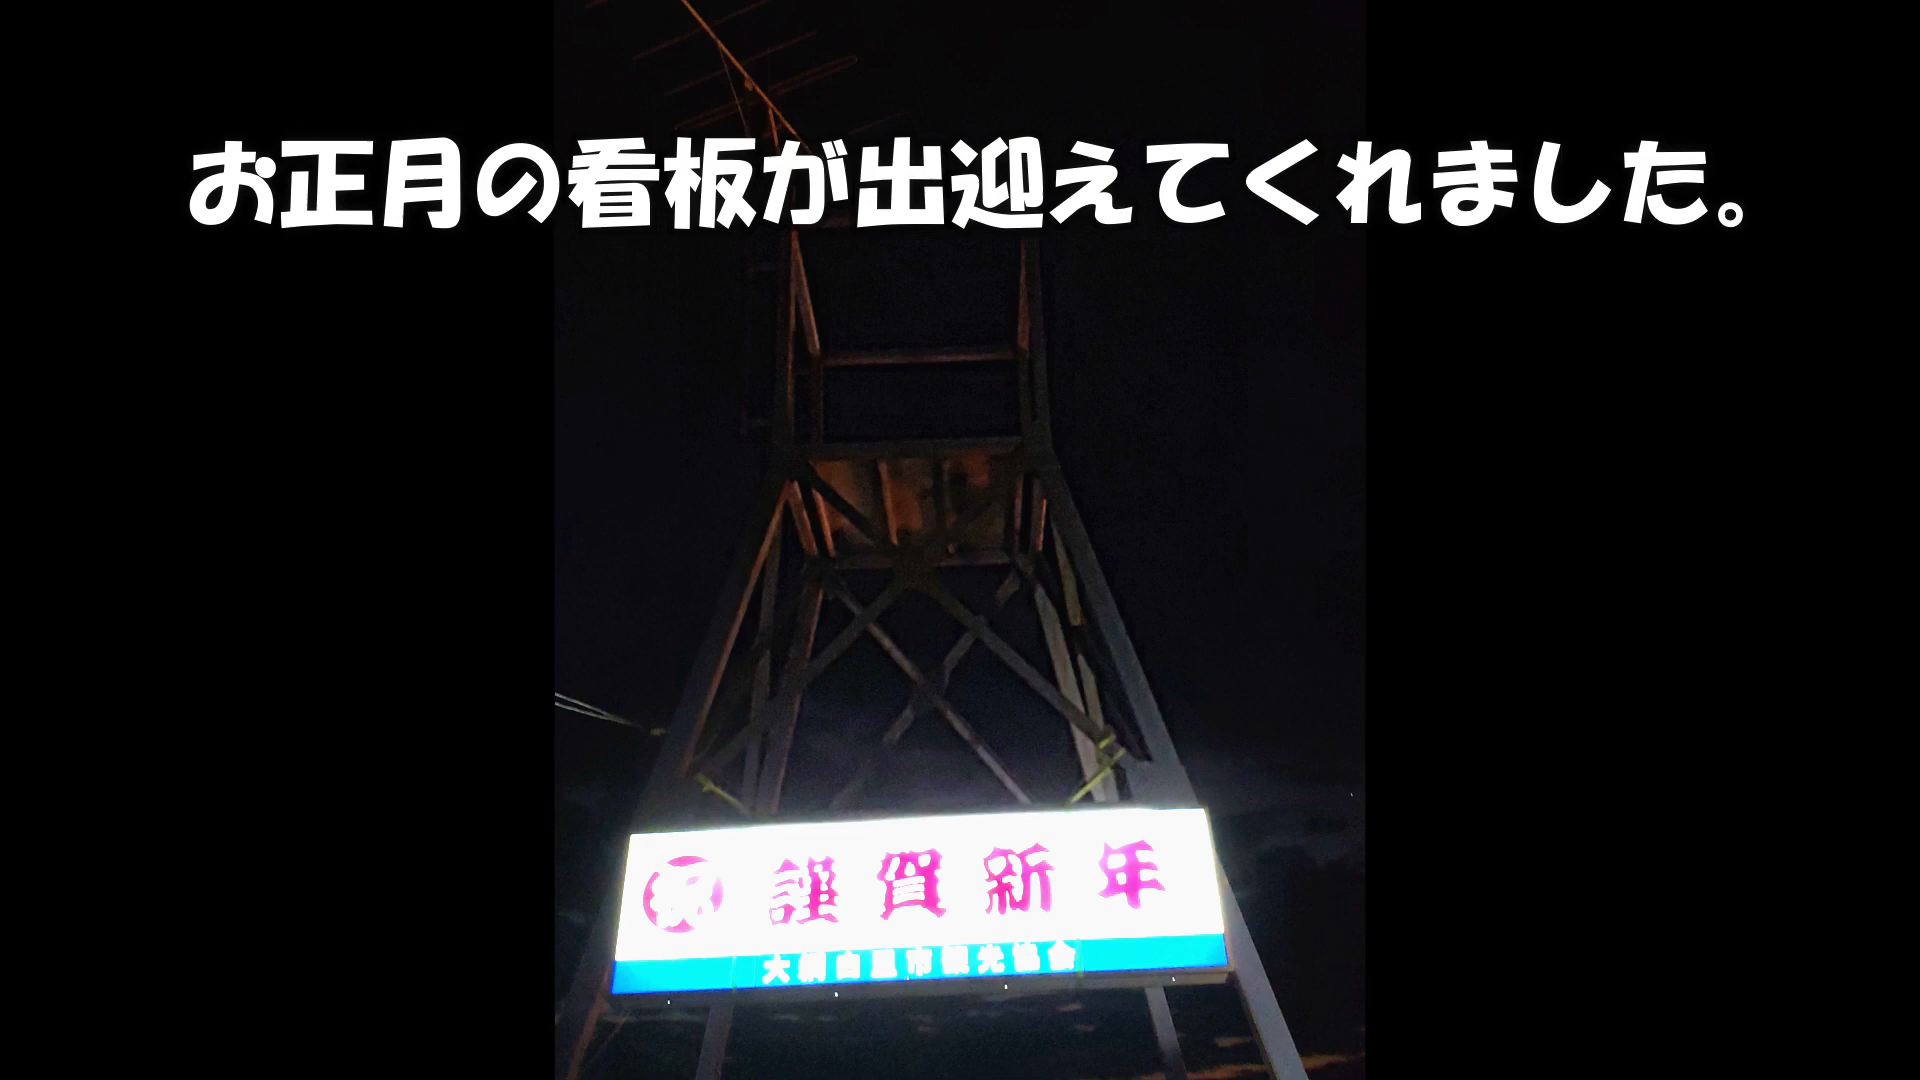 お正月の看板が出迎えてくれました。
謹賀新年
大網白里市観光協会